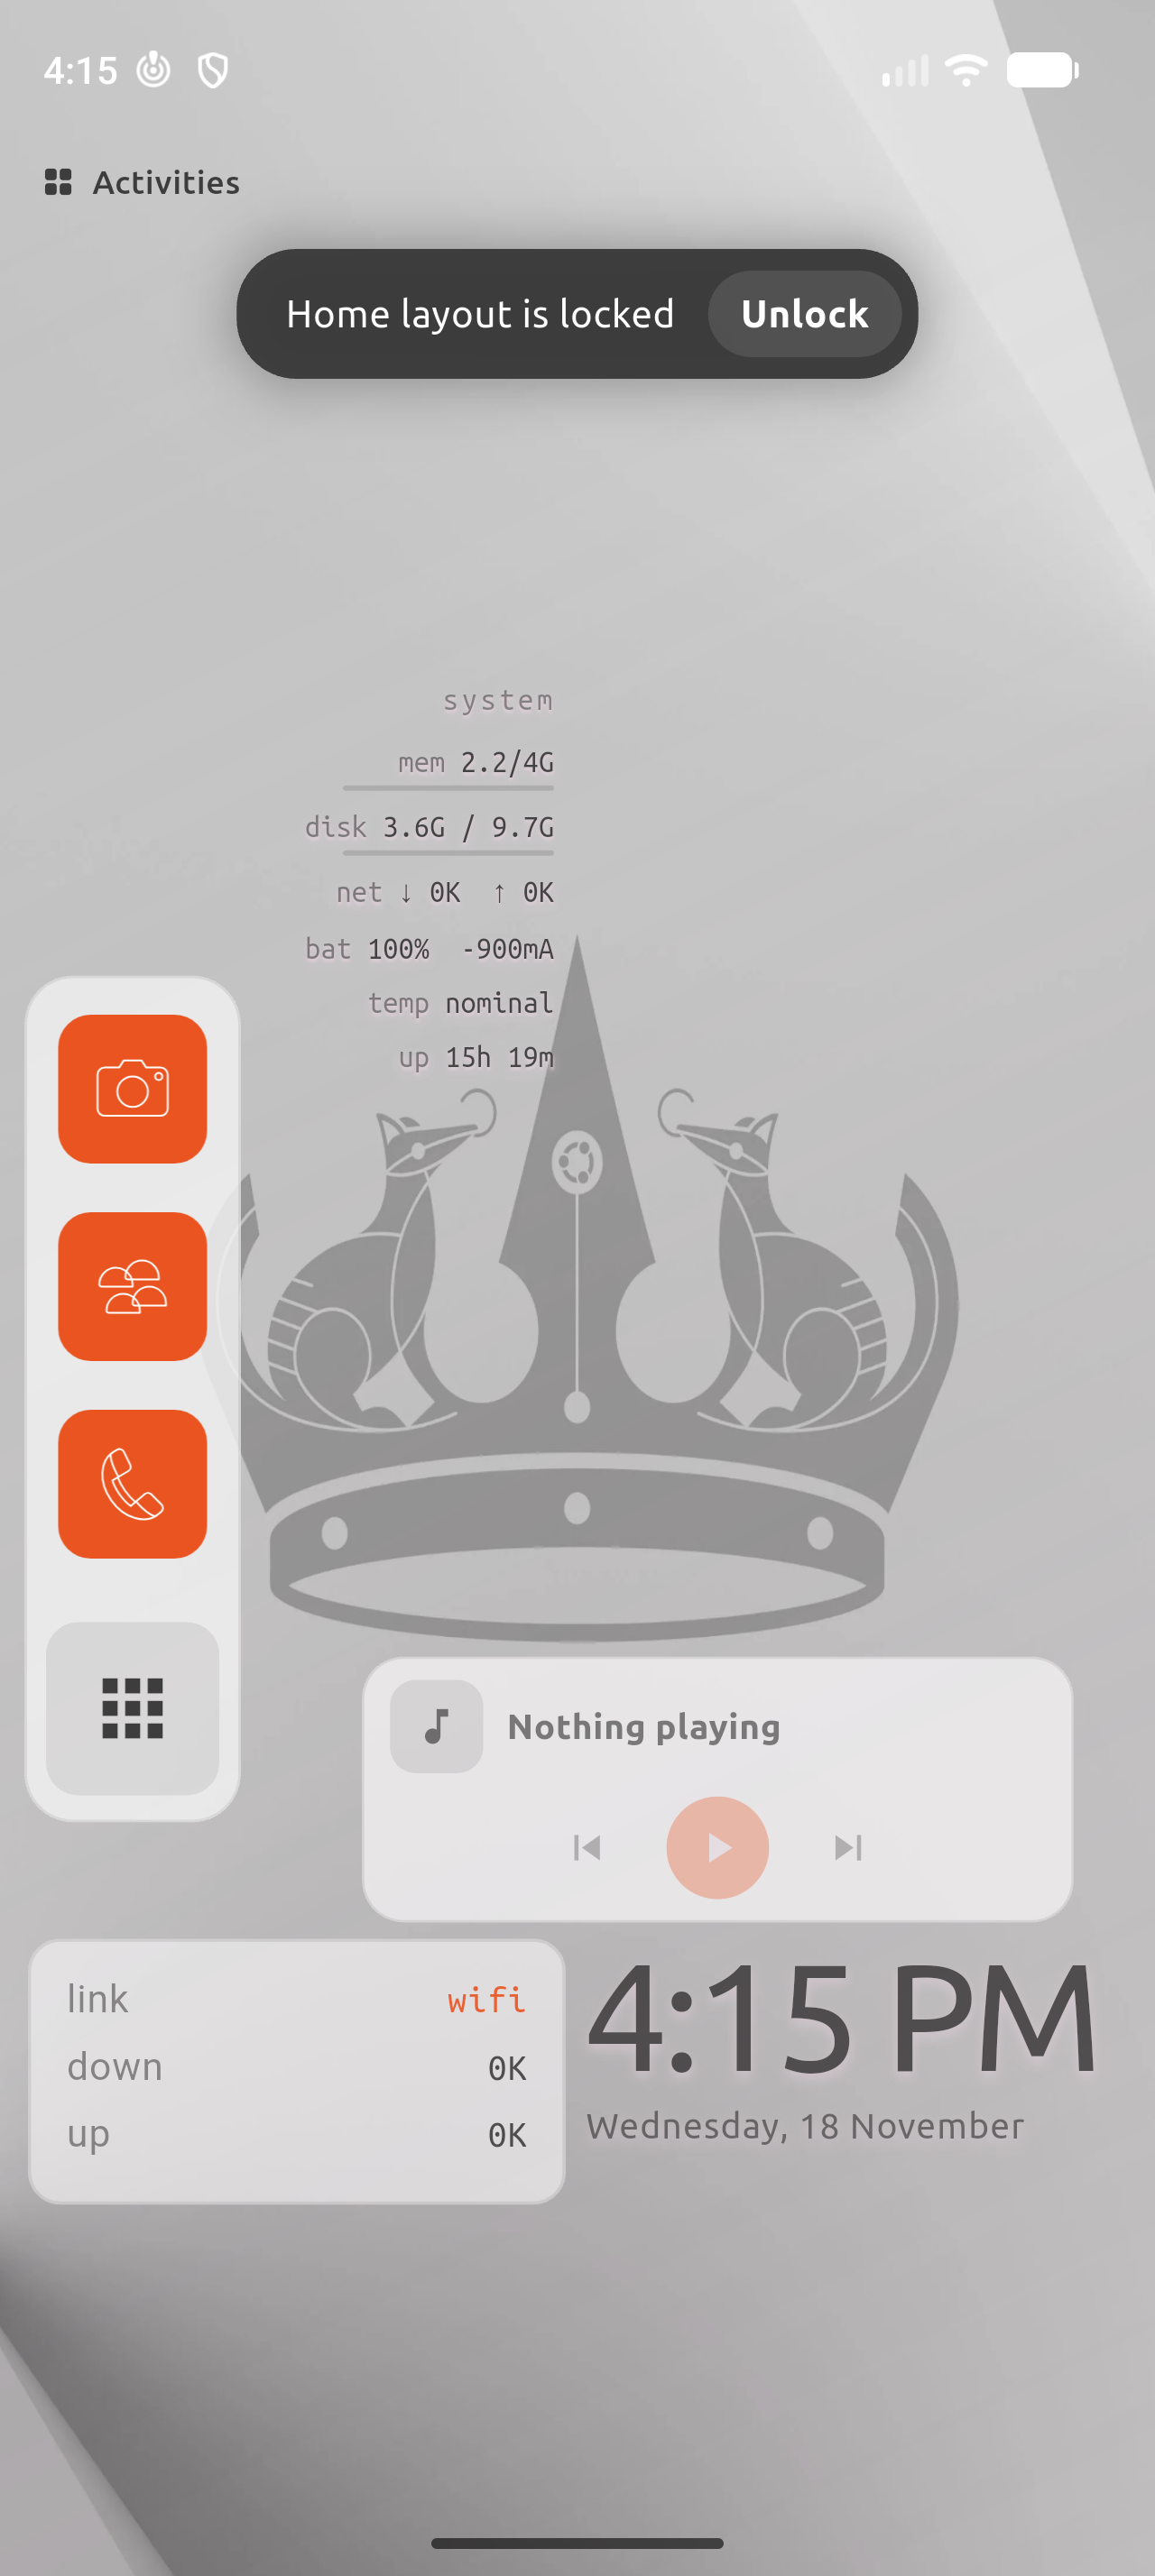 4:15
Activities
Home layout is locked Unlock
system
mem 2.2/4G
disk 3.6G / 9.7G
net ↓ 0K ↑ 0K
bat 100% -900mA
temp nominal
up 15h 19m
Nothing playing
link wifi
down 0K
up 0K
4:15 PM
Wednesday, 18 November